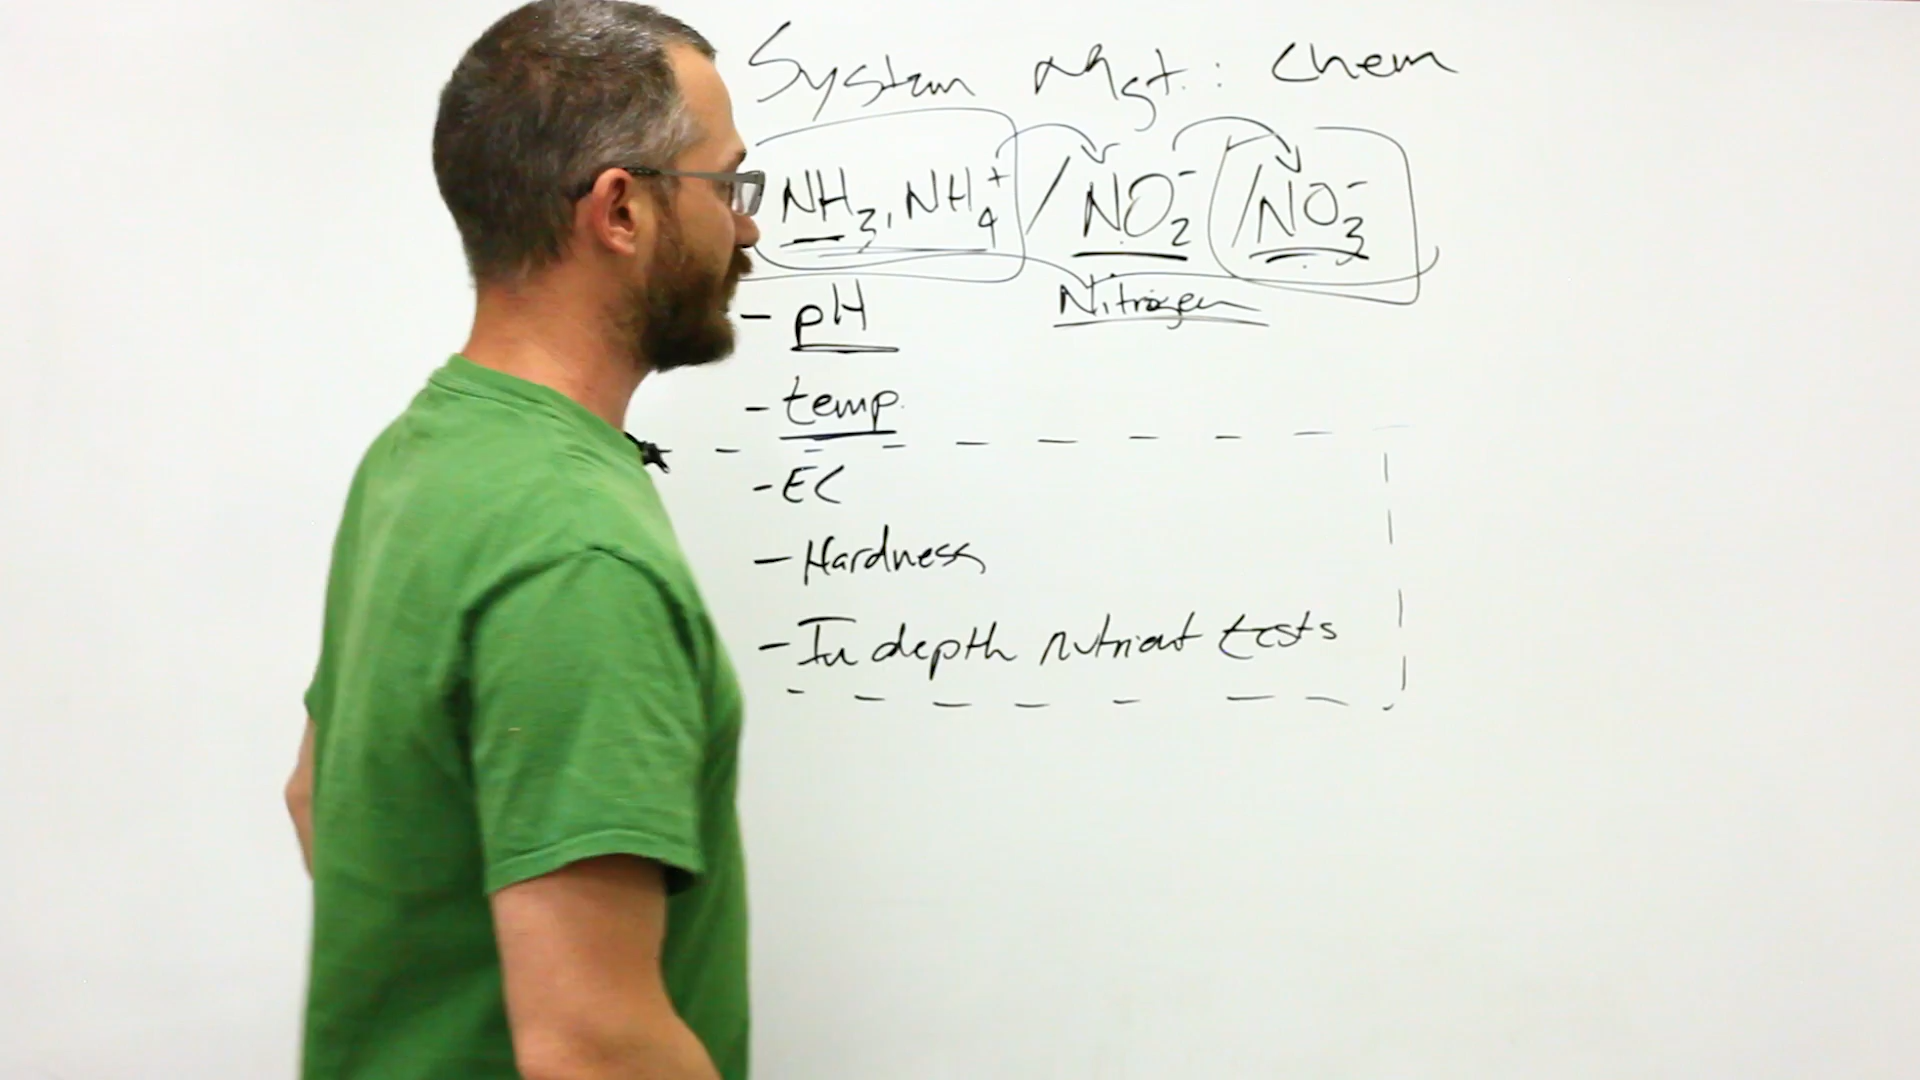 System Mgt. : Chem
NH₃, NH₄⁺ / NO₂⁻ / NO₃⁻
Nitrogen
- pH
- temp.
- EC
- Hardness
- In depth nutrient tests